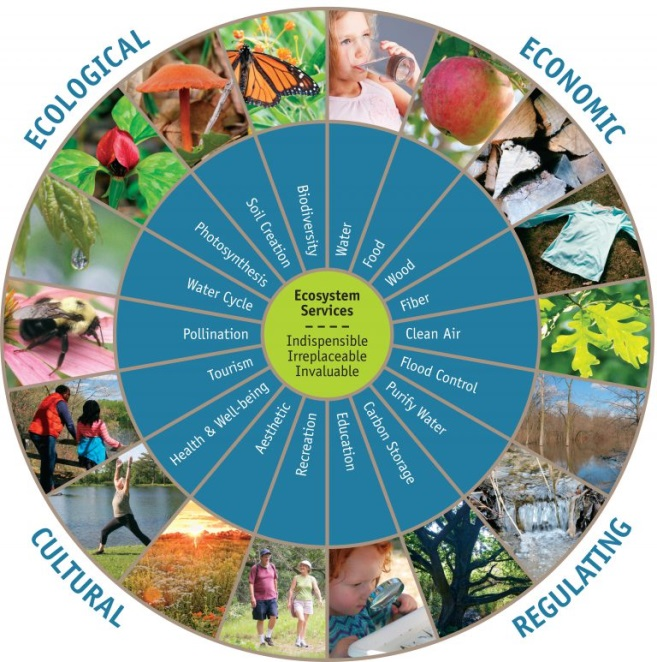 ECOLOGICAL
ECONOMIC
Biodiversity
Water
Soil Creation
Food
Photosynthesis
Wood
Water Cycle
Fiber
Pollination
Clean Air
Tourism
Flood Control
Health & Well-being
Purify Water
Aesthetic
Carbon Storage
Recreation
Education
Ecosystem
Services
Indispensible
Irreplaceable
Invaluable
CULTURAL
REGULATING